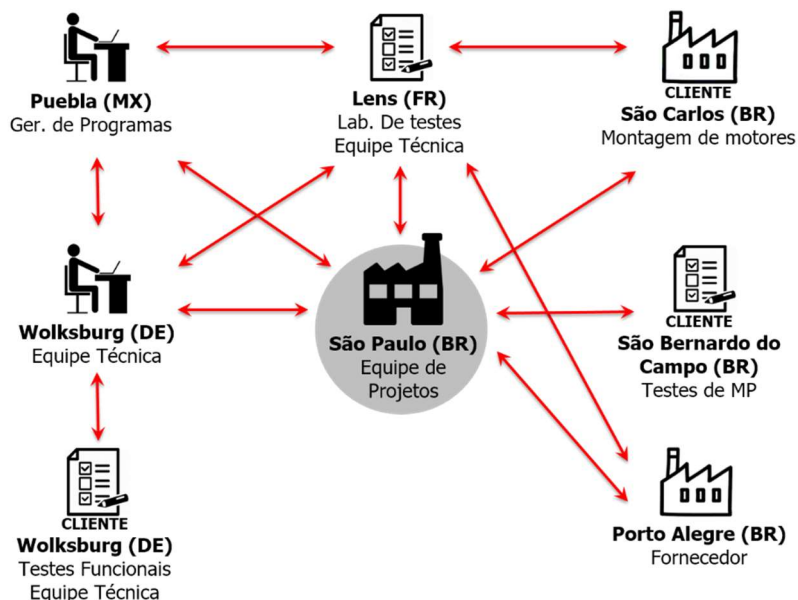 Puebla (MX)
Ger. de Programas
Lens (FR)
Lab. De testes
Equipe Técnica
CLIENTE
São Carlos (BR)
Montagem de motores
Wolksburg (DE)
Equipe Técnica
São Paulo (BR)
Equipe de
Projetos
CLIENTE
São Bernardo do
Campo (BR)
Testes de MP
CLIENTE
Wolksburg (DE)
Testes Funcionais
Equipe Técnica
Porto Alegre (BR)
Fornecedor